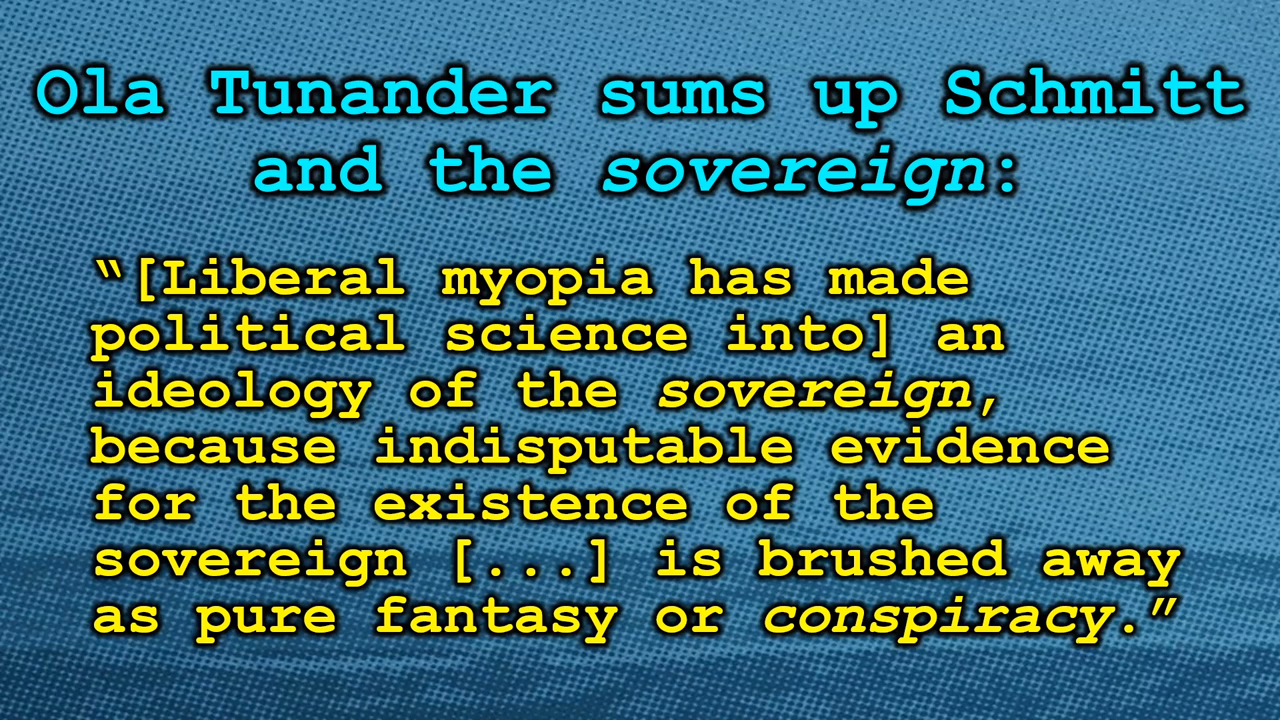 Ola Tunander sums up Schmitt
and the sovereign:
“[Liberal myopia has made
political science into] an
ideology of the sovereign,
because indisputable evidence
for the existence of the
sovereign [...] is brushed away
as pure fantasy or conspiracy.”